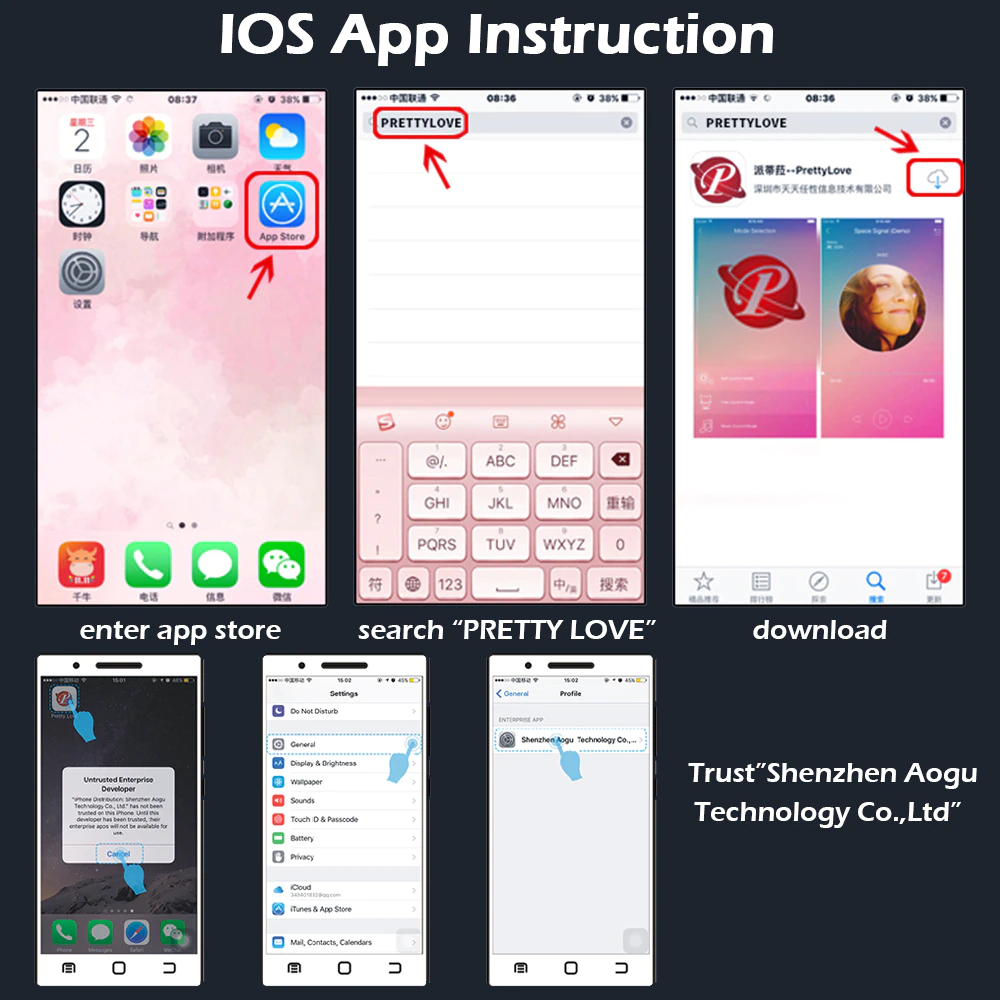 IOS App Instruction
中国联通
08:37
38%
星期三
2
日历
照片
相机
天气
时钟
导航
附加程序
App Store
设置
千牛
电话
信息
微信
enter app store
中国联通
08:36
38%
PRETTYLOVE
@/.
ABC
DEF
GHI
JKL
MNO
重输
?
!
PQRS
TUV
WXYZ
0
符
123
中/英
搜索
search “PRETTY LOVE”
中国联通
08:36
38%
PRETTYLOVE
派蒂菈--PrettyLove
深圳市天天任性信息技术有限公司
Mode Selection
Space Signal (Demo)
精品推荐
排行榜
探索
搜索
更新
7
download
15:01
45%
Pretty Love
Untrusted Enterprise
Developer
"iPhone Distribution: Shenzhen Aogu
Technology Co., Ltd." has not been
trusted on this iPhone. Until this
developer has been trusted, their
enterprise apps will not be available for
use.
Cancel
Phone
Messages
Safari
中国移动
15:02
45%
Settings
Do Not Disturb
General
Display & Brightness
Wallpaper
Sounds
Touch ID & Passcode
Battery
Privacy
iCloud
343401832@qq.com
iTunes & App Store
Mail, Contacts, Calendars
中国移动
15:02
45%
General
Profile
ENTERPRISE APP
Shenzhen Aogu Technology Co.,...
Trust”Shenzhen Aogu
Technology Co.,Ltd”